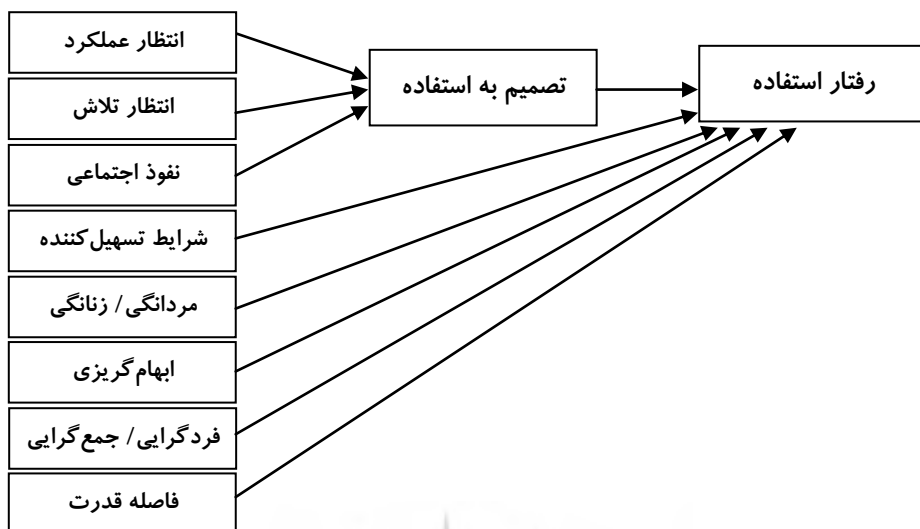 انتظار عملکرد
انتظار تلاش
نفوذ اجتماعی
شرایط تسهیل‌کننده
مردانگی/ زنانگی
ابهام‌گریزی
فردگرایی/ جمع‌گرایی
فاصله قدرت
تصمیم به استفاده
رفتار استفاده